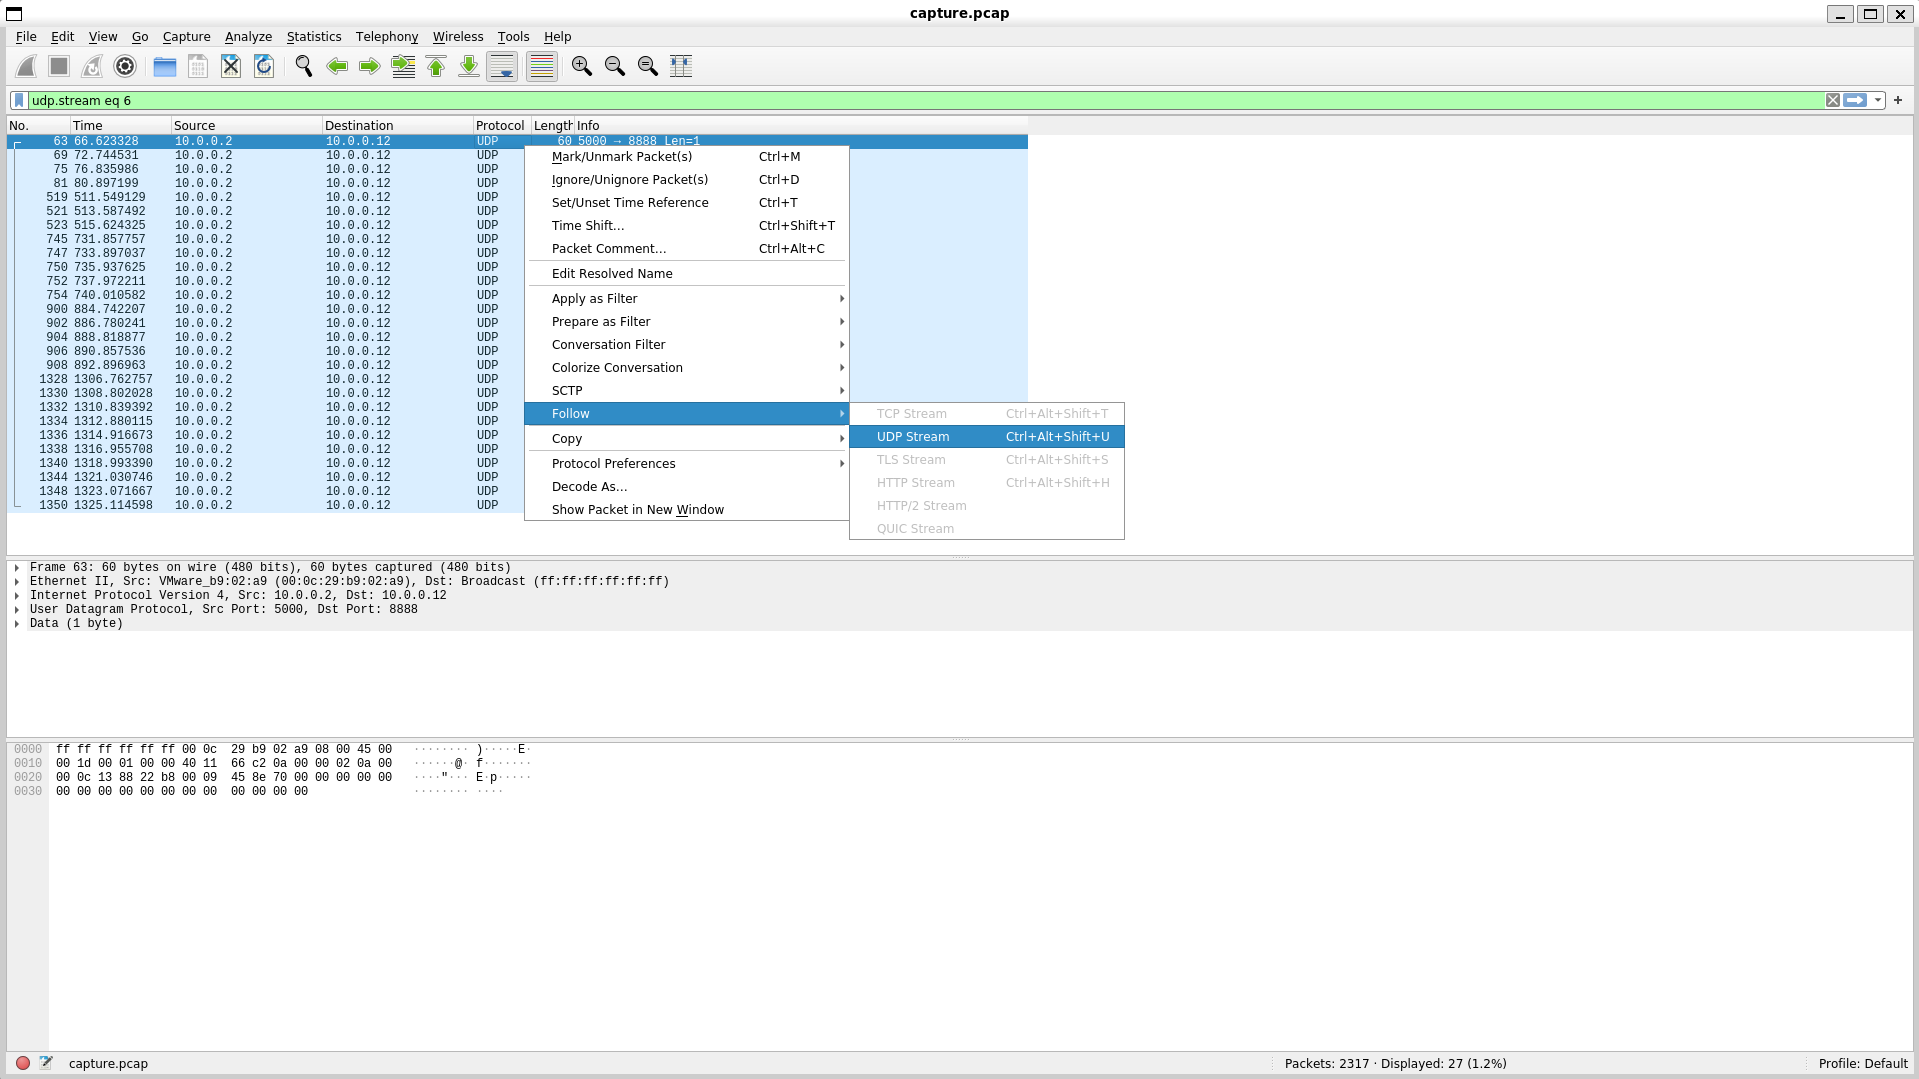 capture.pcap
File Edit View Go Capture Analyze Statistics Telephony Wireless Tools Help
udp.stream eq 6
No. Time Source Destination Protocol Length Info
63 66.623328 10.0.0.2 10.0.0.12 UDP 60 5000 → 8888 Len=1
69 72.744531 10.0.0.2 10.0.0.12 UDP
75 76.835986 10.0.0.2 10.0.0.12 UDP
81 80.897199 10.0.0.2 10.0.0.12 UDP
519 511.549129 10.0.0.2 10.0.0.12 UDP
521 513.587492 10.0.0.2 10.0.0.12 UDP
523 515.624325 10.0.0.2 10.0.0.12 UDP
745 731.857757 10.0.0.2 10.0.0.12 UDP
747 733.897037 10.0.0.2 10.0.0.12 UDP
750 735.937625 10.0.0.2 10.0.0.12 UDP
752 737.972211 10.0.0.2 10.0.0.12 UDP
754 740.010582 10.0.0.2 10.0.0.12 UDP
900 884.742207 10.0.0.2 10.0.0.12 UDP
902 886.780241 10.0.0.2 10.0.0.12 UDP
904 888.818877 10.0.0.2 10.0.0.12 UDP
906 890.857536 10.0.0.2 10.0.0.12 UDP
908 892.896963 10.0.0.2 10.0.0.12 UDP
1328 1306.762757 10.0.0.2 10.0.0.12 UDP
1330 1308.802028 10.0.0.2 10.0.0.12 UDP
1332 1310.839392 10.0.0.2 10.0.0.12 UDP
1334 1312.880115 10.0.0.2 10.0.0.12 UDP
1336 1314.916673 10.0.0.2 10.0.0.12 UDP
1338 1316.955708 10.0.0.2 10.0.0.12 UDP
1340 1318.993390 10.0.0.2 10.0.0.12 UDP
1344 1321.030746 10.0.0.2 10.0.0.12 UDP
1348 1323.071667 10.0.0.2 10.0.0.12 UDP
1350 1325.114598 10.0.0.2 10.0.0.12 UDP
Mark/Unmark Packet(s) Ctrl+M
Ignore/Unignore Packet(s) Ctrl+D
Set/Unset Time Reference Ctrl+T
Time Shift... Ctrl+Shift+T
Packet Comment... Ctrl+Alt+C
Edit Resolved Name
Apply as Filter
Prepare as Filter
Conversation Filter
Colorize Conversation
SCTP
Follow
Copy
Protocol Preferences
Decode As...
Show Packet in New Window
TCP Stream Ctrl+Alt+Shift+T
UDP Stream Ctrl+Alt+Shift+U
TLS Stream Ctrl+Alt+Shift+S
HTTP Stream Ctrl+Alt+Shift+H
HTTP/2 Stream
QUIC Stream
Frame 63: 60 bytes on wire (480 bits), 60 bytes captured (480 bits)
Ethernet II, Src: VMware_b9:02:a9 (00:0c:29:b9:02:a9), Dst: Broadcast (ff:ff:ff:ff:ff:ff)
Internet Protocol Version 4, Src: 10.0.0.2, Dst: 10.0.0.12
User Datagram Protocol, Src Port: 5000, Dst Port: 8888
Data (1 byte)
0000 ff ff ff ff ff ff 00 0c 29 b9 02 a9 08 00 45 00 ········ )·····E·
0010 00 1d 00 01 00 00 40 11 66 c2 0a 00 00 02 0a 00 ······@· f·······
0020 00 0c 13 88 22 b8 00 09 45 8e 70 00 00 00 00 00 ····"··· E·p·····
0030 00 00 00 00 00 00 00 00 00 00 00 00 ········ ····
capture.pcap
Packets: 2317 · Displayed: 27 (1.2%)
Profile: Default